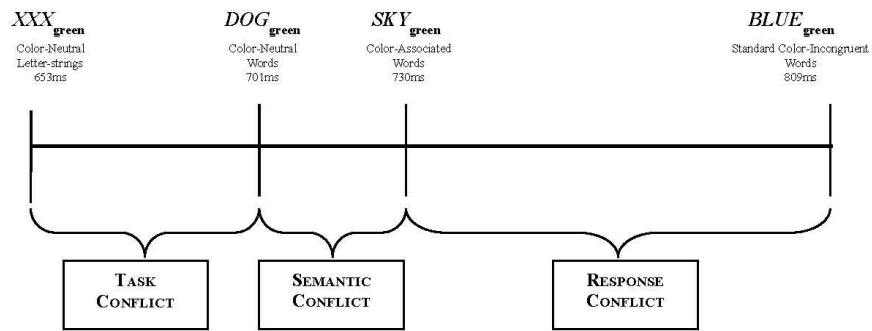 XXX green
Color-Neutral
Letter-strings
653ms
DOG green
Color-Neutral
Words
701ms
SKY green
Color-Associated
Words
730ms
BLUE green
Standard Color-Incongruent
Words
809ms
TASK
CONFLICT
SEMANTIC
CONFLICT
RESPONSE
CONFLICT